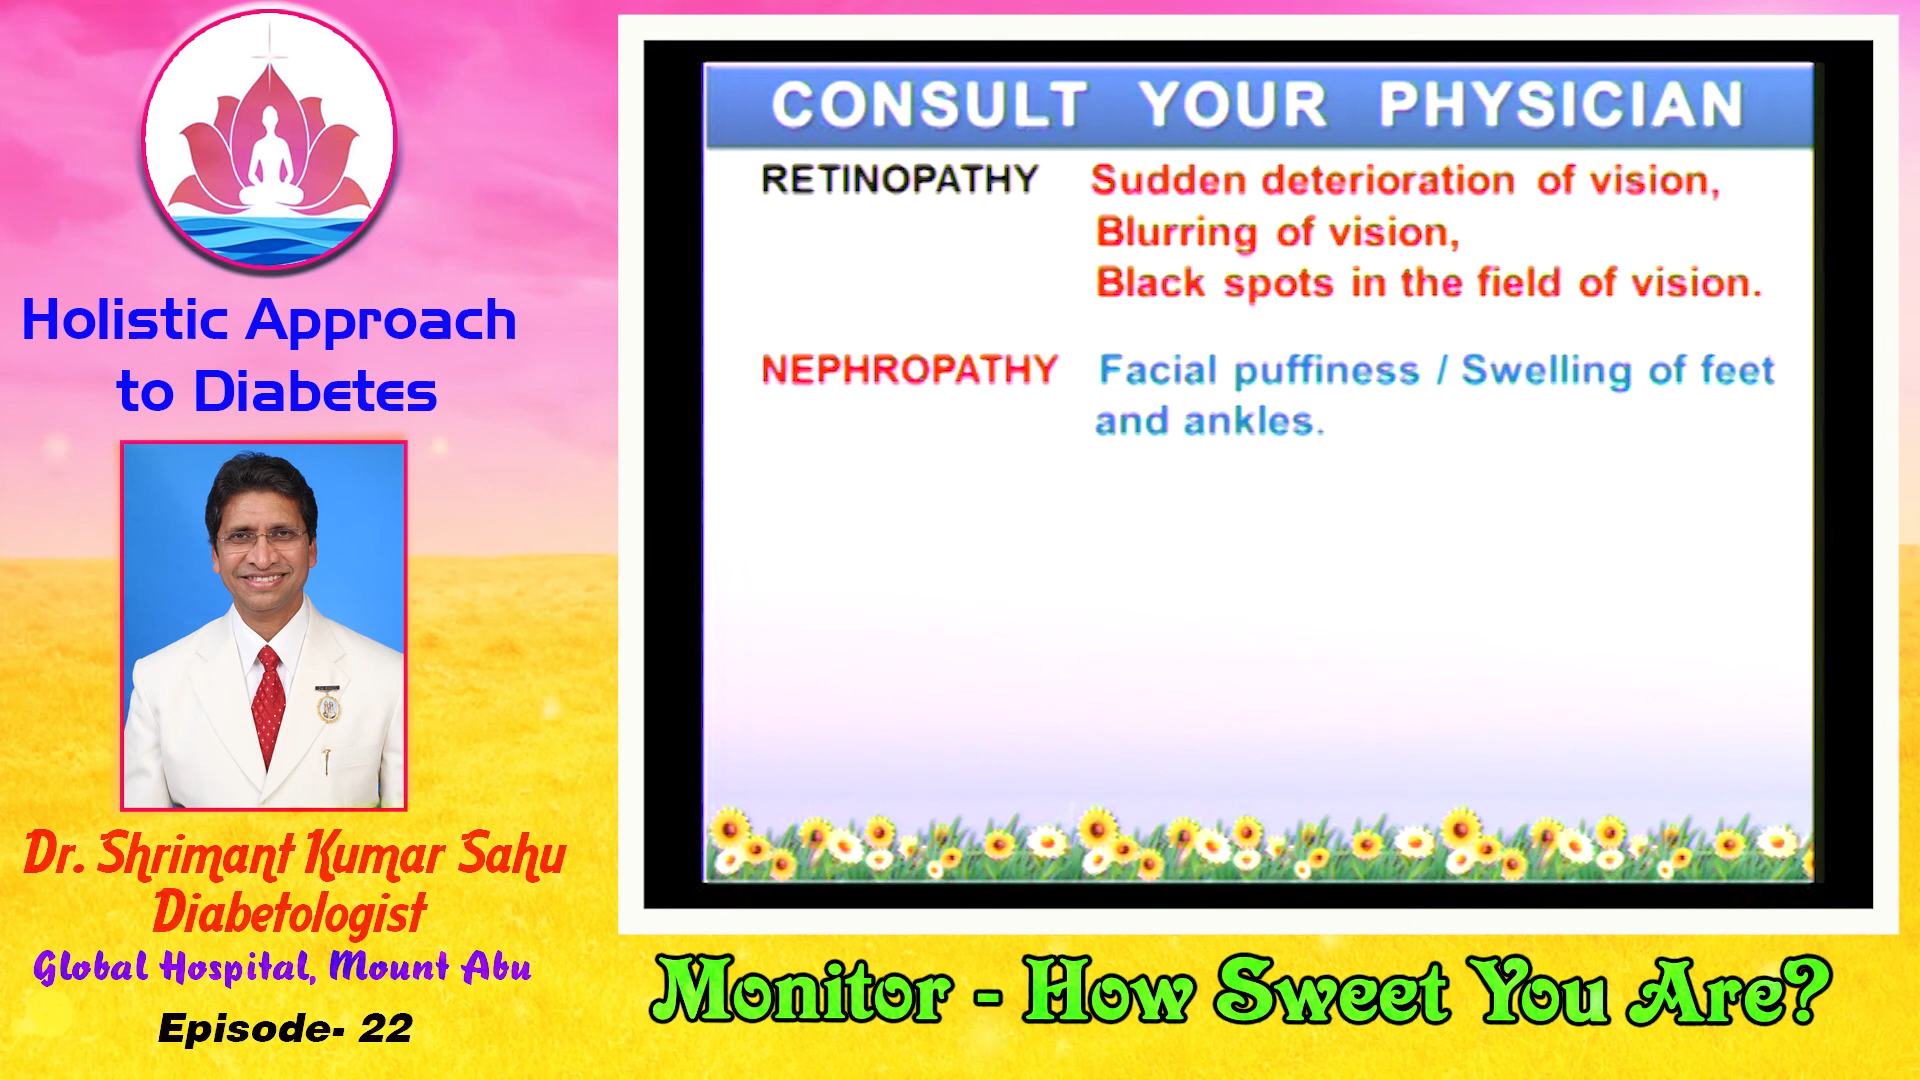 Holistic Approach
to Diabetes
Dr. Shrimant Kumar Sahu
Diabetologist
Global Hospital, Mount Abu
Episode- 22
CONSULT YOUR PHYSICIAN
RETINOPATHY Sudden deterioration of vision,
Blurring of vision,
Black spots in the field of vision.
NEPHROPATHY Facial puffiness / Swelling of feet
and ankles.
Monitor - How Sweet You Are?